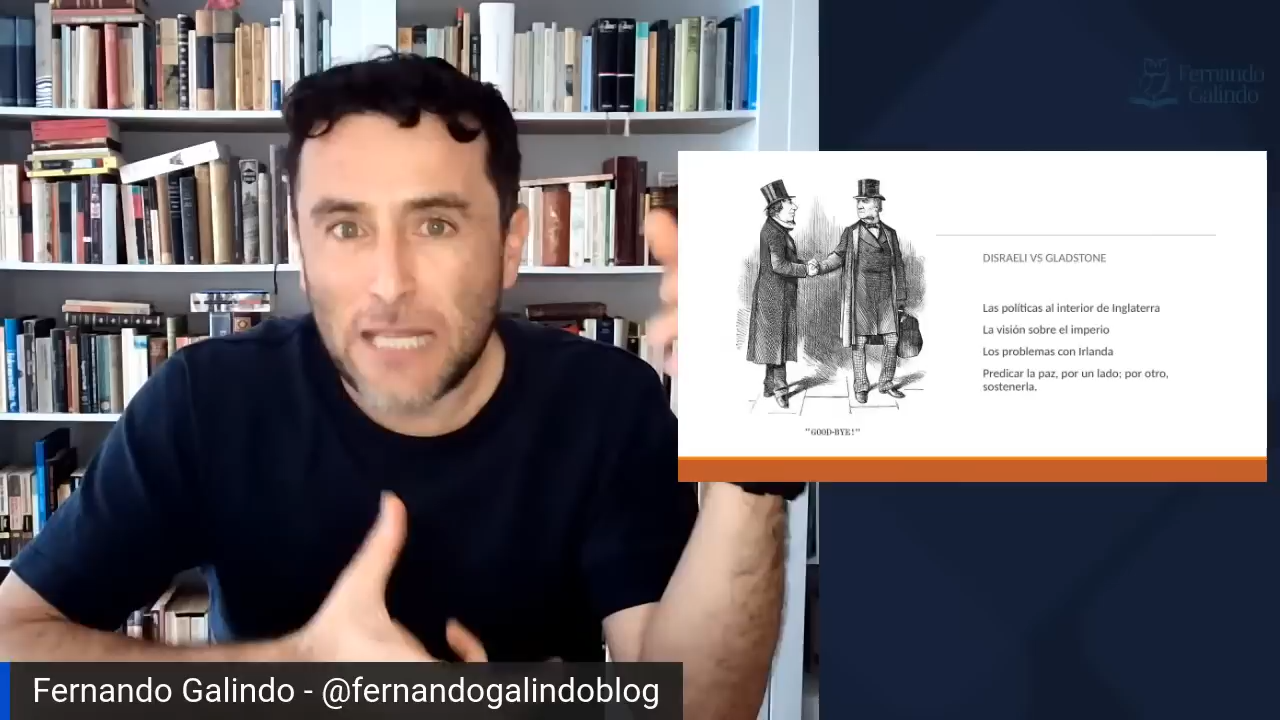 Fernando
Galindo
DISRAELI VS GLADSTONE
Las políticas al interior de Inglaterra
La visión sobre el imperio
Los problemas con Irlanda
Predicar la paz, por un lado; por otro,
sostenerla.
"GOOD-BYE!"
Fernando Galindo - @fernandogalindoblog